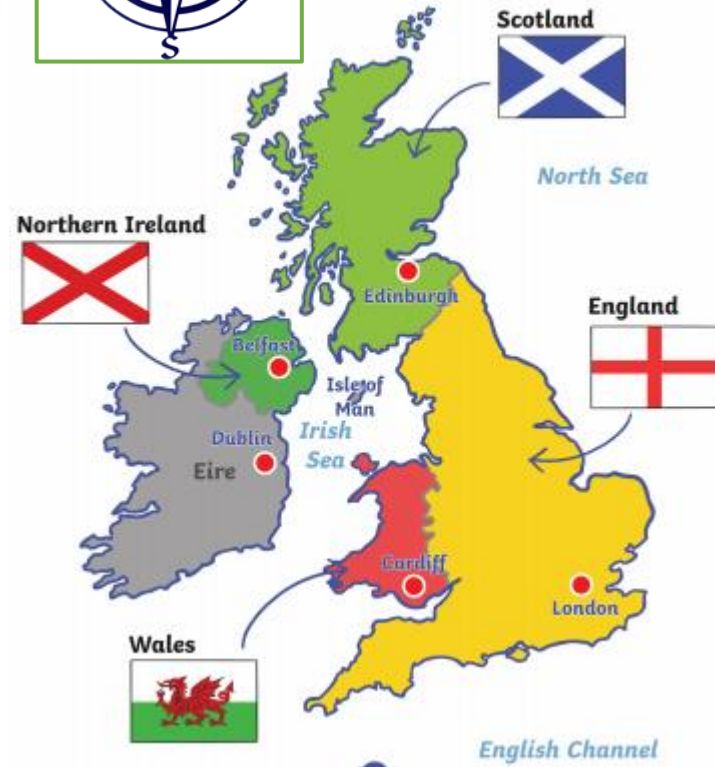 S
Scotland
North Sea
Northern Ireland
Edinburgh
England
Belfast
Isle of
Man
Irish
Sea
Dublin
Eire
Cardiff
London
Wales
English Channel